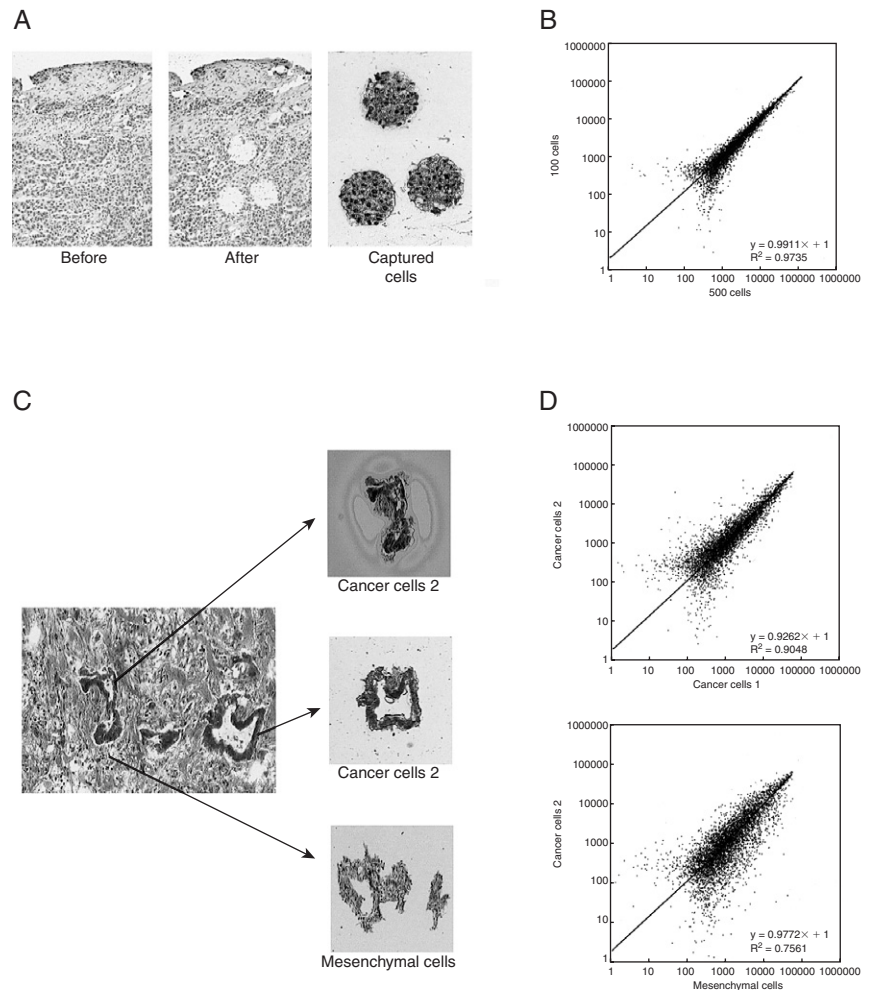 A
Before
After
Captured
cells
B
1000000
100000
10000
1000
100
10
1
100 cells
y = 0.9911× + 1
R² = 0.9735
1 10 100 1000 10000 100000 1000000
500 cells
C
Cancer cells 2
Cancer cells 2
Mesenchymal cells
D
1000000
100000
10000
1000
100
10
1
Cancer cells 2
y = 0.9262× + 1
R² = 0.9048
1 10 100 1000 10000 100000 1000000
Cancer cells 1
1000000
100000
10000
1000
100
10
1
Cancer cells 2
y = 0.9772× + 1
R² = 0.7561
1 10 100 1000 10000 100000 1000000
Mesenchymal cells